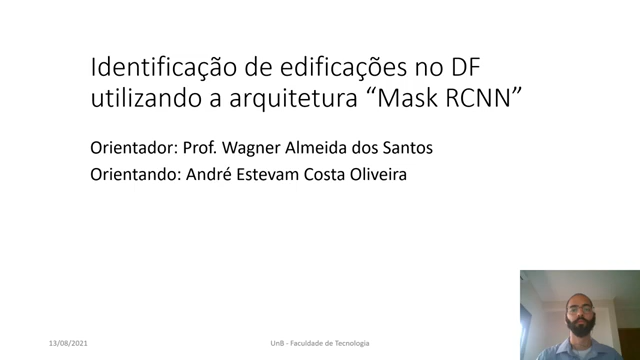 Identificação de edificações no DF
utilizando a arquitetura “Mask RCNN”
Orientador: Prof. Wagner Almeida dos Santos
Orientando: André Estevam Costa Oliveira
13/08/2021
UnB - Faculdade de Tecnologia